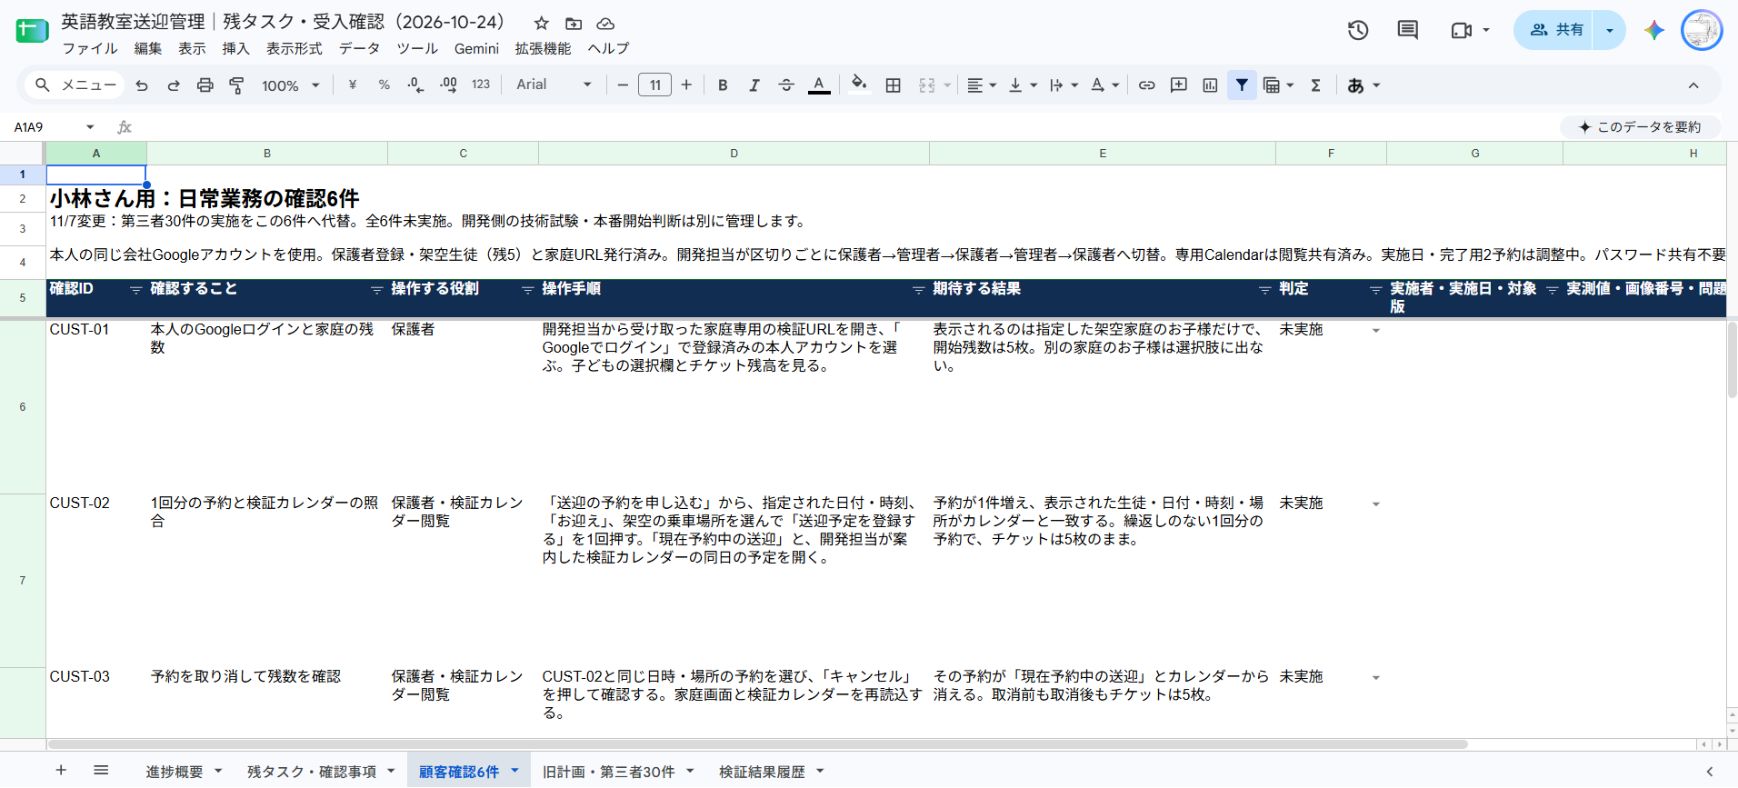 英語教室送迎管理｜残タスク・受入確認（2026-10-24）
ファイル 編集 表示 挿入 表示形式 データ ツール Gemini 拡張機能 ヘルプ
共有
メニュー 100% ¥ % .0 .00 123 Arial 11 B I A あ
A1A9 fx このデータを要約
A B C D E F G H
1
2 小林さん用：日常業務の確認6件
3 11/7変更：第三者30件の実施をこの6件へ代替。全6件未実施。開発側の技術試験・本番開始判断は別に管理します。
4 本人の同じ会社Googleアカウントを使用。保護者登録・架空生徒（残5）と家庭URL発行済み。開発担当が区切りごとに保護者→管理者→保護者→管理者→保護者へ切替。専用Calendarは閲覧共有済み。実施日・完了用2予約は調整中。パスワード共有不要
5 確認ID 確認すること 操作する役割 操作手順 期待する結果 判定 実施者・実施日・対象 実測値・画像番号・問題
版
6 CUST-01
本人のGoogleログインと家庭の残
数
保護者
開発担当から受け取った家庭専用の検証URLを開き、「
Googleでログイン」で登録済みの本人アカウントを選
ぶ。子どもの選択欄とチケット残高を見る。
表示されるのは指定した架空家庭のお子様だけで、
開始残数は5枚。別の家庭のお子様は選択肢に出な
い。
未実施
7 CUST-02
1回分の予約と検証カレンダーの照
合
保護者・検証カレン
ダー閲覧
「送迎の予約を申し込む」から、指定された日付・時刻、
「お迎え」、架空の乗車場所を選んで「送迎予定を登録す
る」を1回押す。「現在予約中の送迎」と、開発担当が案
内した検証カレンダーの同日の予定を開く。
予約が1件増え、表示された生徒・日付・時刻・場
所がカレンダーと一致する。繰返しのない1回分の
予約で、チケットは5枚のまま。
未実施
CUST-03
予約を取り消して残数を確認
保護者・検証カレン
ダー閲覧
CUST-02と同じ日時・場所の予約を選び、「キャンセル」
を押して確認する。家庭画面と検証カレンダーを再読込す
る。
その予約が「現在予約中の送迎」とカレンダーから
消える。取消前も取消後もチケットは5枚。
未実施
進捗概要 残タスク・確認事項 顧客確認6件 旧計画・第三者30件 検証結果履歴